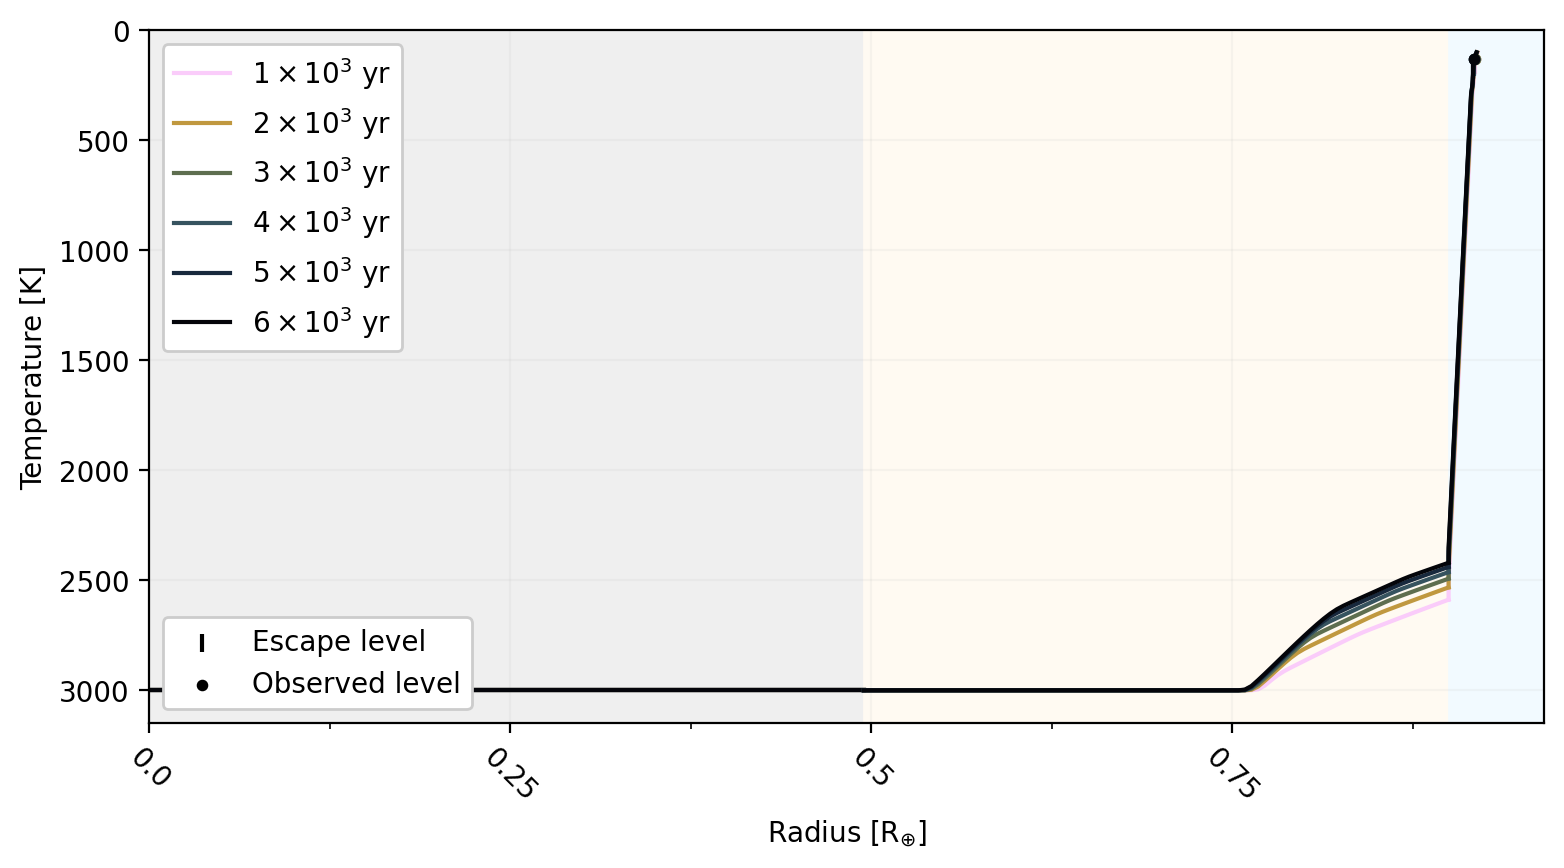 0
500
1000
1500
2000
2500
3000
Temperature [K]
1 × 10³ yr
2 × 10³ yr
3 × 10³ yr
4 × 10³ yr
5 × 10³ yr
6 × 10³ yr
Escape level
Observed level
0.0
0.25
0.5
0.75
Radius [R⊕]